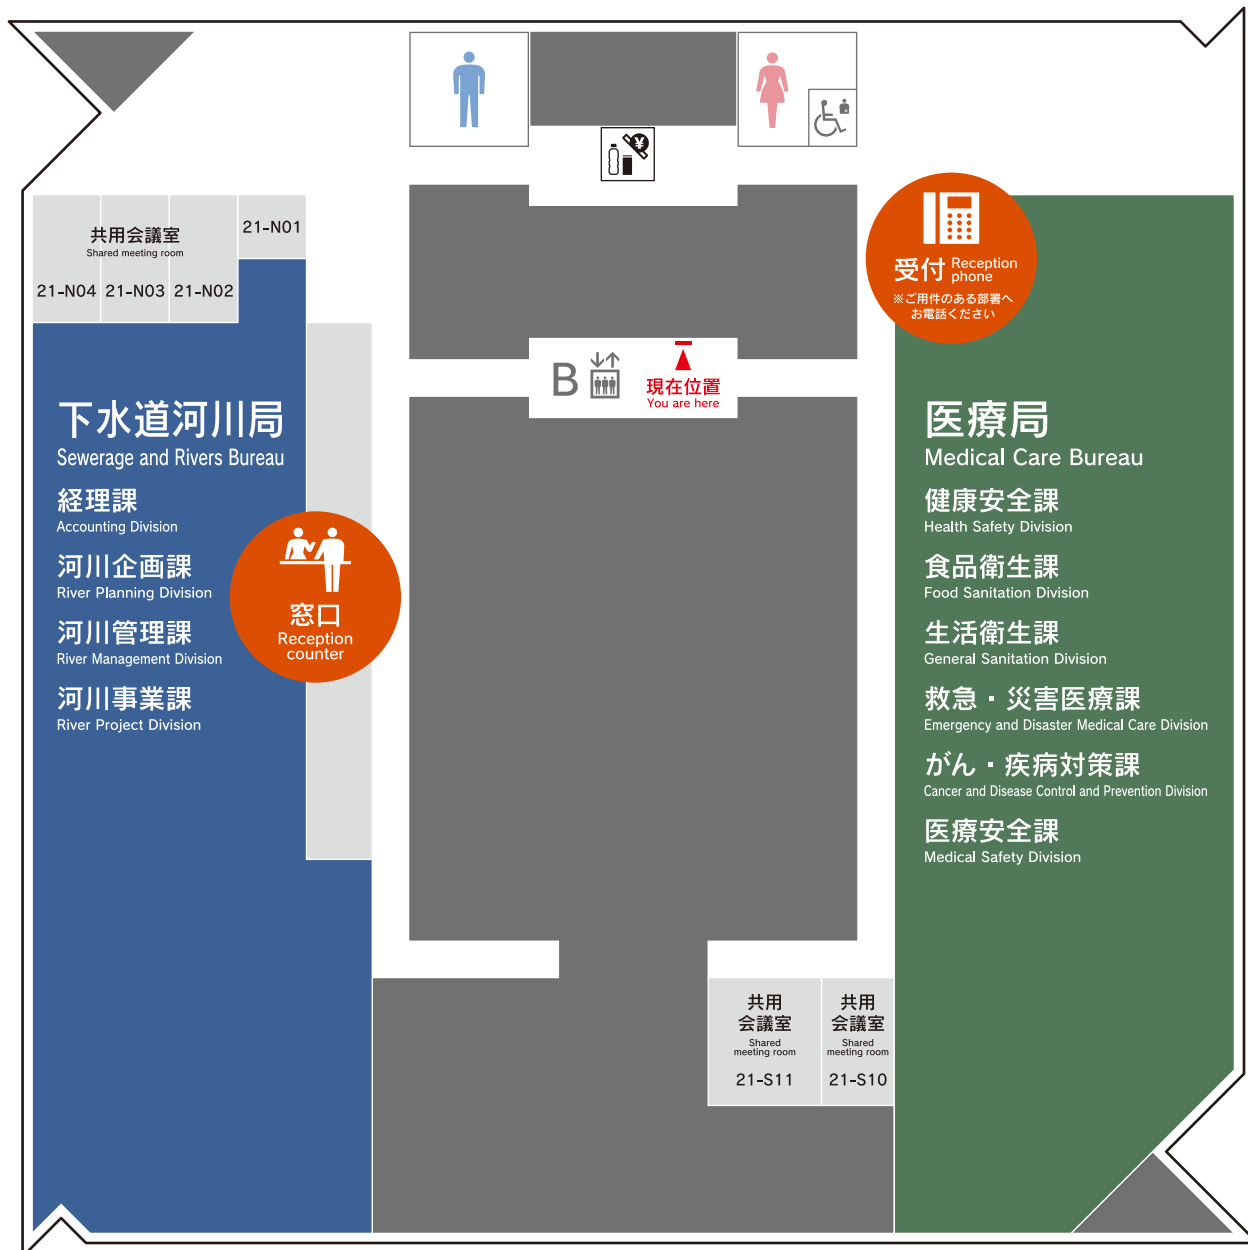 ¥
21-N01
共用会議室
Shared meeting room
21-N04
21-N03
21-N02
受付 Reception phone
※ご用件のある部署へ
お電話ください
B
現在位置
You are here
下水道河川局
Sewerage and Rivers Bureau
経理課
Accounting Division
河川企画課
River Planning Division
河川管理課
River Management Division
河川事業課
River Project Division
窓口
Reception
counter
医療局
Medical Care Bureau
健康安全課
Health Safety Division
食品衛生課
Food Sanitation Division
生活衛生課
General Sanitation Division
救急・災害医療課
Emergency and Disaster Medical Care Division
がん・疾病対策課
Cancer and Disease Control and Prevention Division
医療安全課
Medical Safety Division
共用
会議室
Shared
meeting room
21-S11
共用
会議室
Shared
meeting room
21-S10